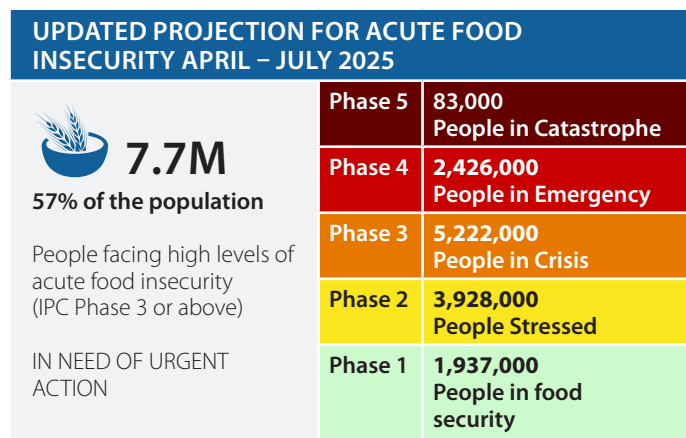 UPDATED PROJECTION FOR ACUTE FOOD
INSECURITY APRIL – JULY 2025
7.7M
57% of the population
People facing high levels of
acute food insecurity
(IPC Phase 3 or above)
IN NEED OF URGENT
ACTION
Phase 5
83,000
People in Catastrophe
Phase 4
2,426,000
People in Emergency
Phase 3
5,222,000
People in Crisis
Phase 2
3,928,000
People Stressed
Phase 1
1,937,000
People in food
security